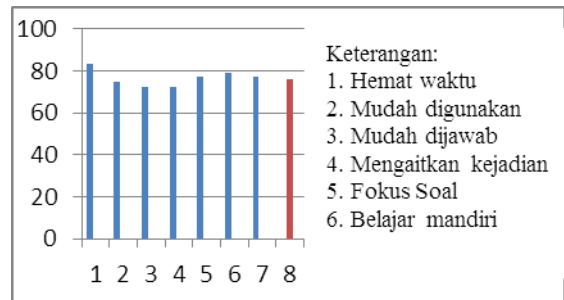 100
80
60
40
20
0
1 2 3 4 5 6 7 8
Keterangan:
1. Hemat waktu
2. Mudah digunakan
3. Mudah dijawab
4. Mengaitkan kejadian
5. Fokus Soal
6. Belajar mandiri